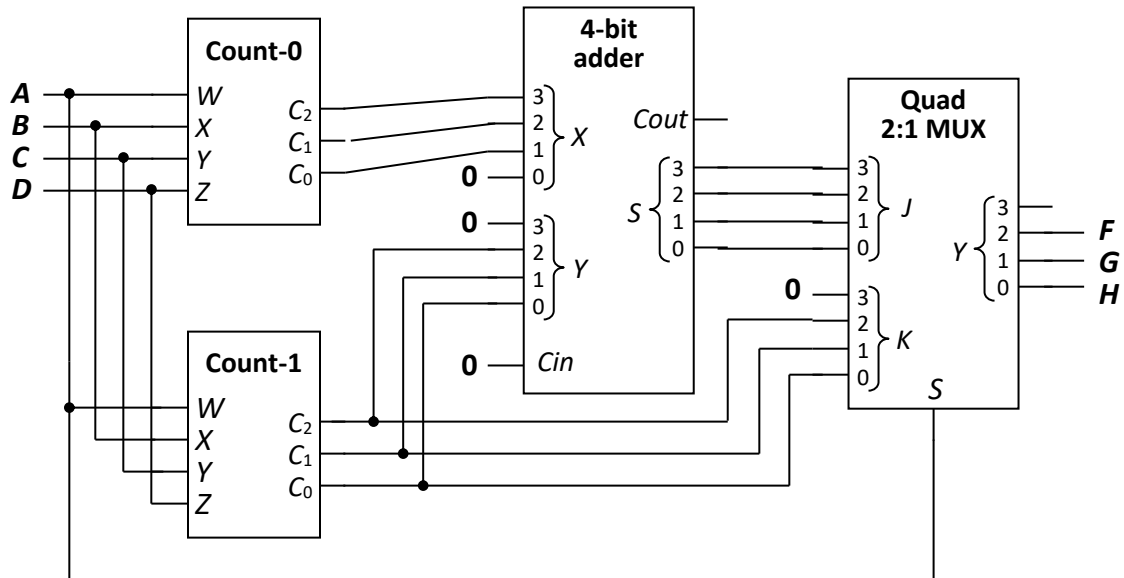 Count-0
A
B
C
D
W
X
Y
Z
C2
C1
C0
4-bit
adder
3
2
1
0
X
0
0
3
2
1
0
Y
0
Cin
Cout
S
3
2
1
0
Quad
2:1 MUX
3
2
1
0
J
0
3
2
1
0
K
S
Y
3
2
1
0
F
G
H
Count-1
W
X
Y
Z
C2
C1
C0